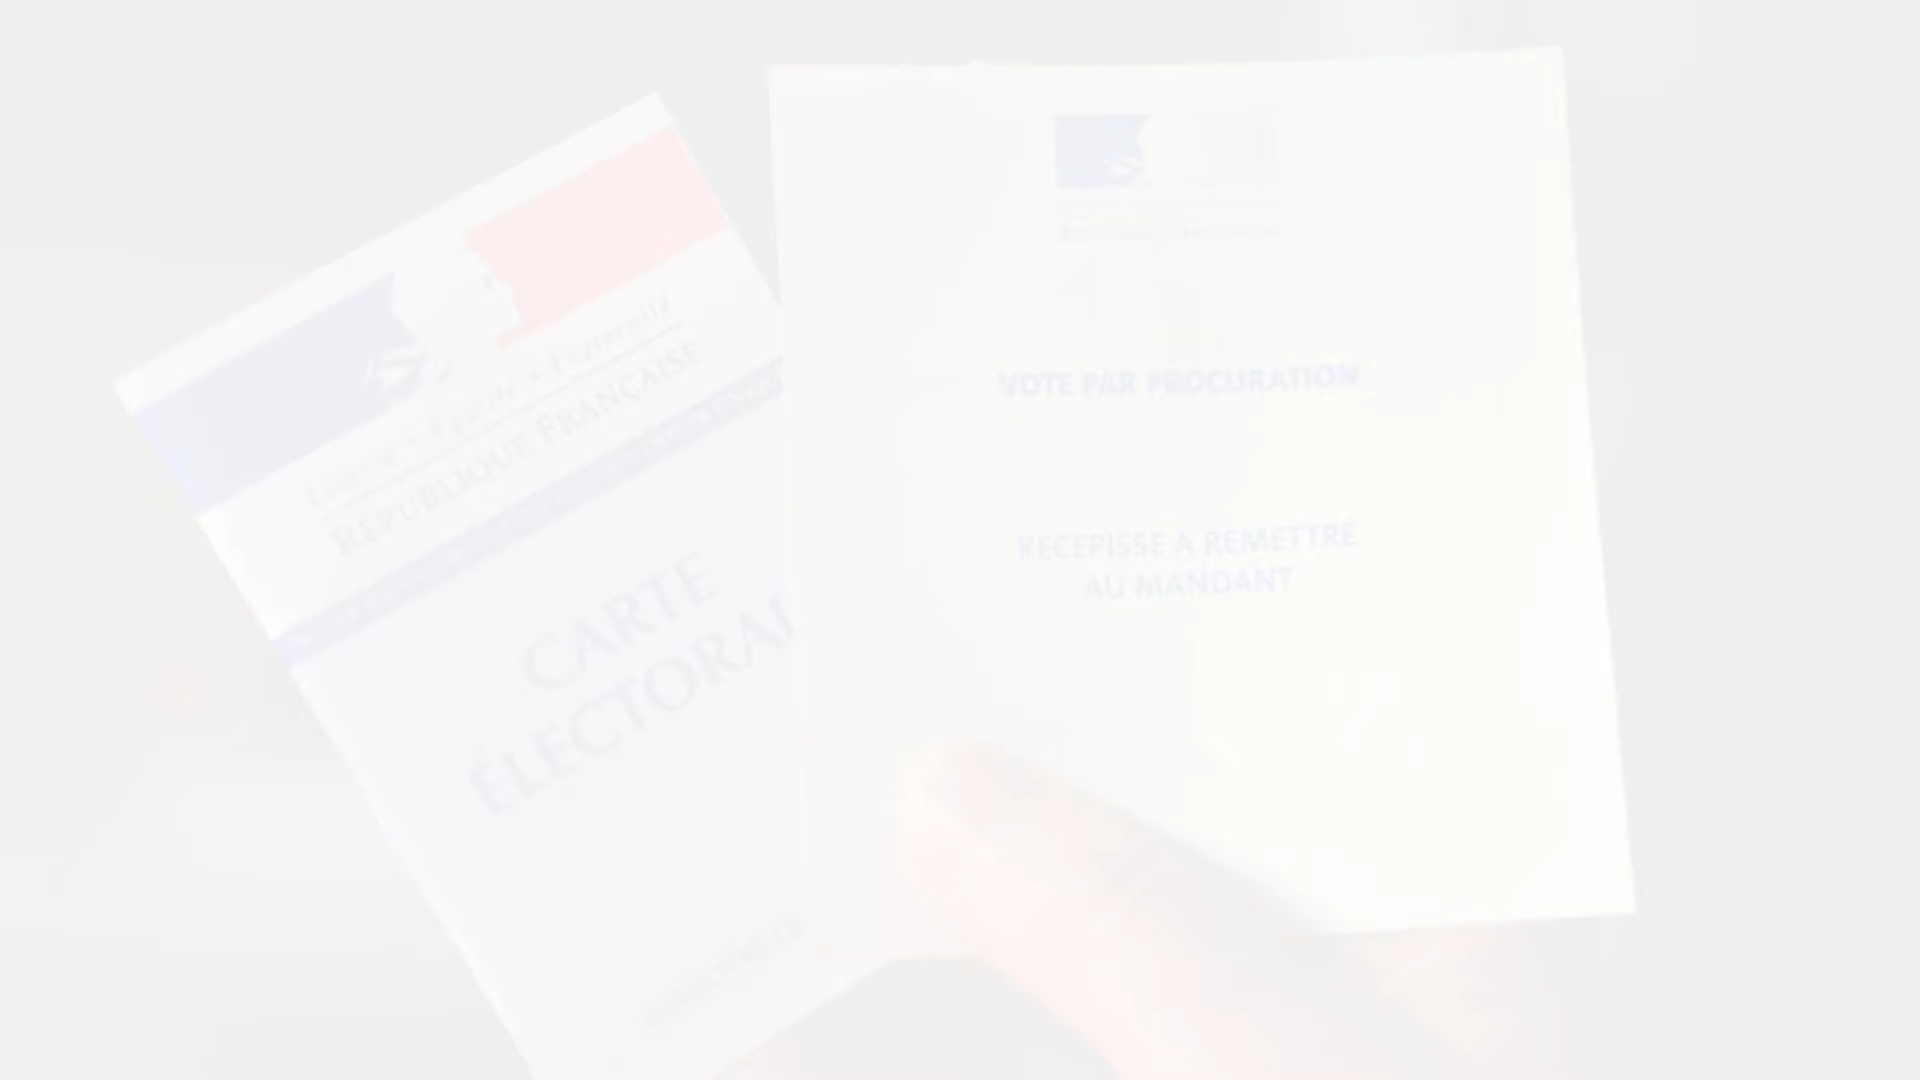 Liberté • Égalité • Fraternité
RÉPUBLIQUE FRANÇAISE
CARTE
ÉLECTORAL
VOTE PAR PROCURATION
RECEPISSE A REMETTRE
AU MANDANT